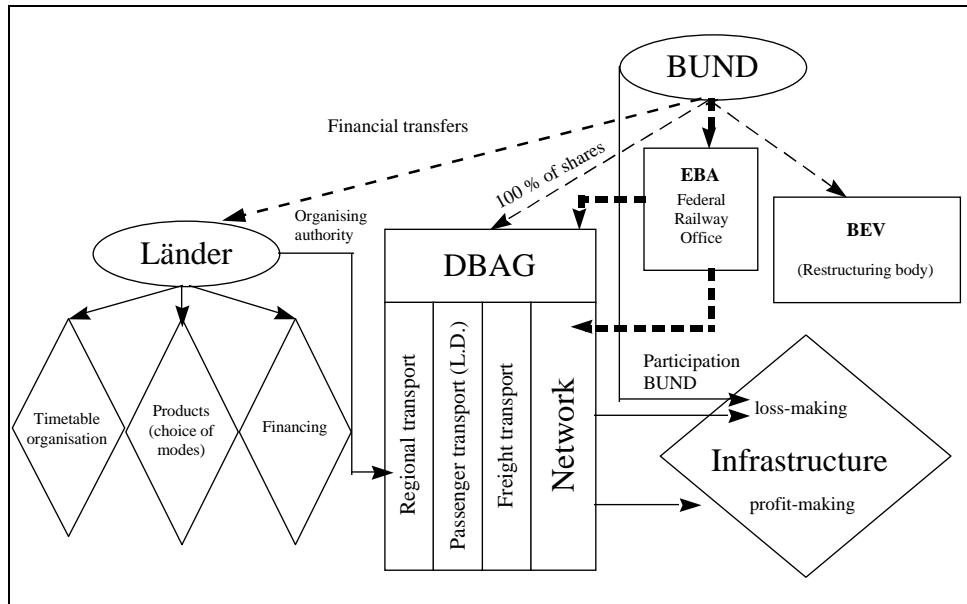 BUND
Financial transfers
100 % of shares
EBA
Federal
Railway
Office
BEV
(Restructuring body)
Organising
authority
Länder
DBAG
Regional transport
Passenger transport (L.D.)
Freight transport
Network
Participation
BUND
Timetable
organisation
Products
(choice of
modes)
Financing
loss-making
Infrastructure
profit-making